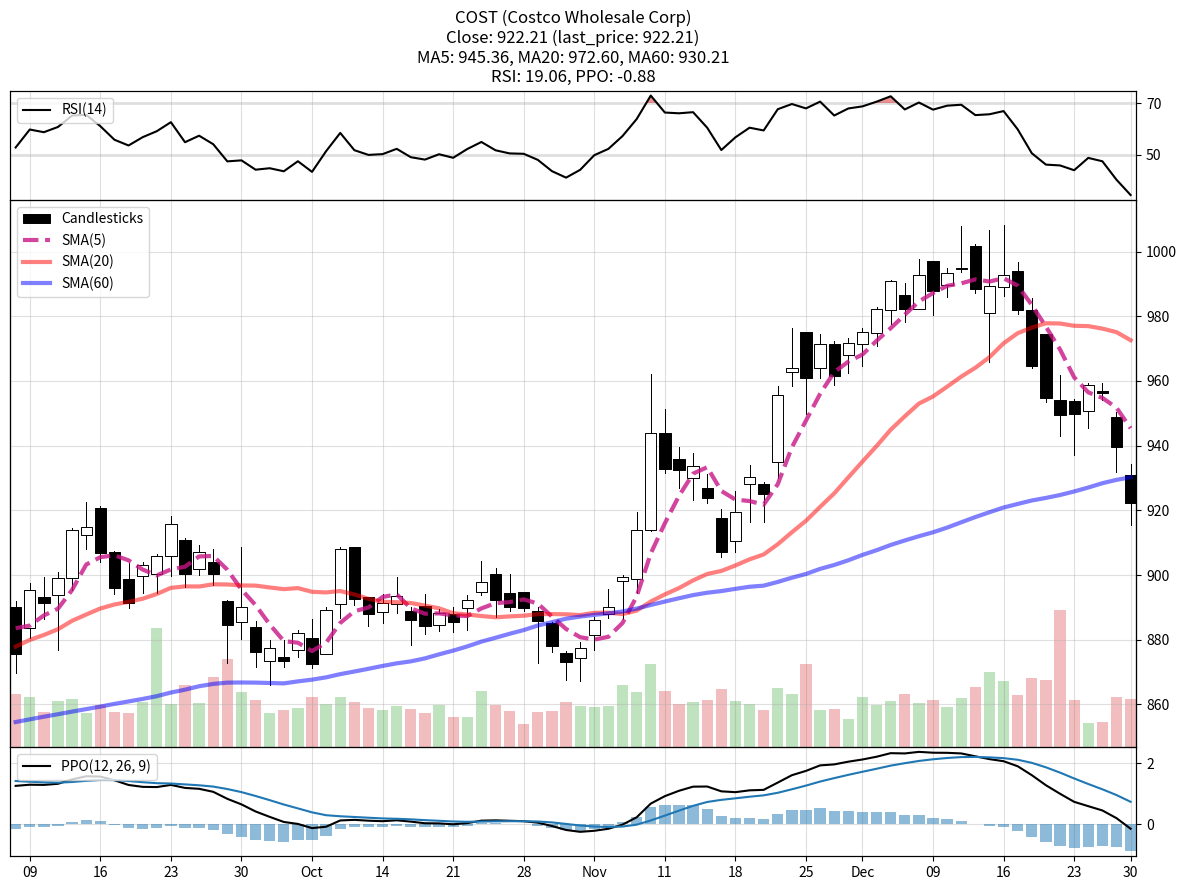 COST (Costco Wholesale Corp)
Close: 922.21 (last_price: 922.21)
MA5: 945.36, MA20: 972.60, MA60: 930.21
RSI: 19.06, PPO: -0.88
RSI(14)
70
50
Candlesticks
SMA(5)
SMA(20)
SMA(60)
1000
980
960
940
920
900
880
860
PPO(12, 26, 9)
2
0
09 16 23 30 Oct 14 21 28 Nov 11 18 25 Dec 09 16 23 30